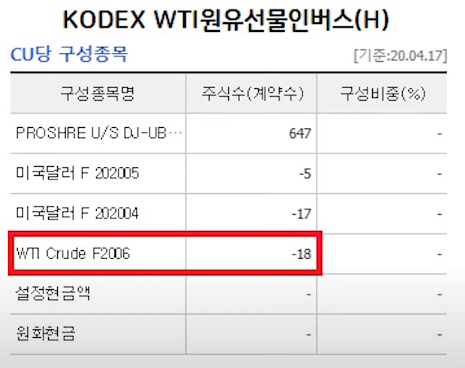 KODEX WTI원유선물인버스(H)
CU당 구성종목 [기준:20.04.17]
구성종목명 주식수(계약수) 구성비중(%)
PROSHRE U/S DJ-UB… 647 -
미국달러 F 202005 -5 -
미국달러 F 202004 -17 -
WTI Crude F2006 -18 -
설정현금액 - -
원화현금 - -